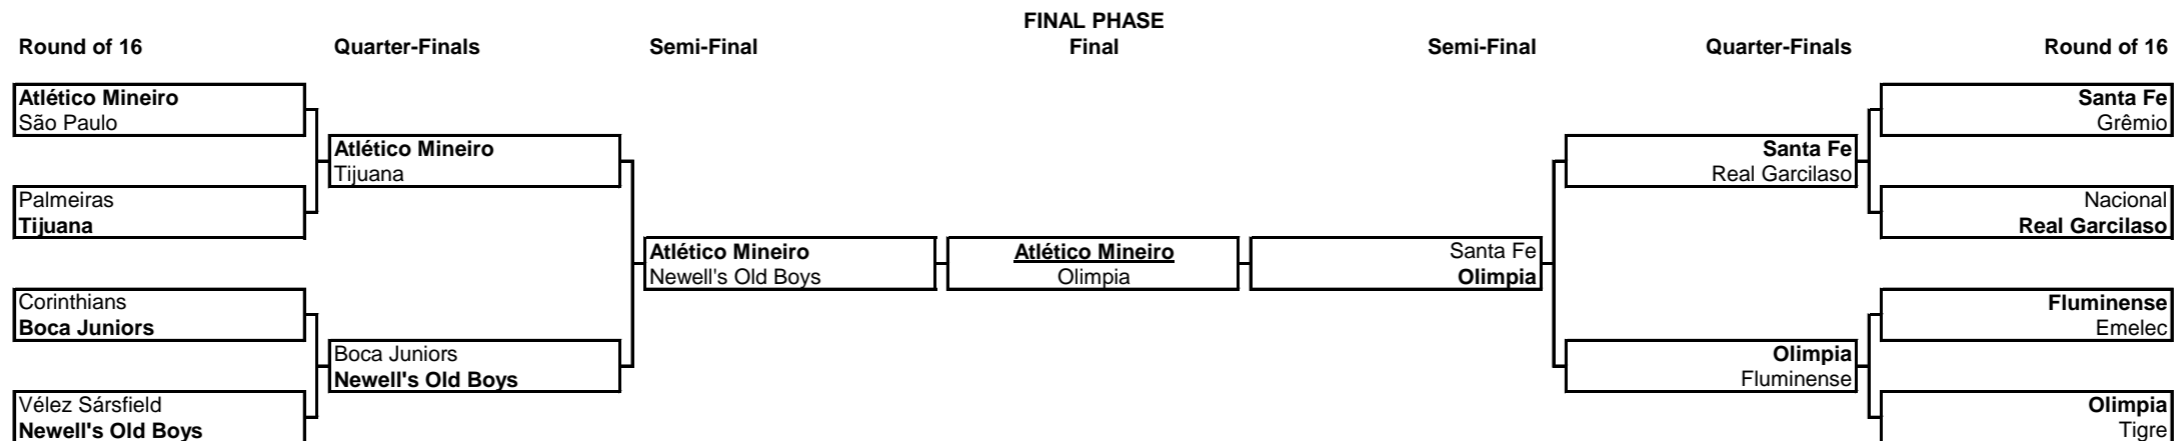 FINAL PHASE
Round of 16 Quarter-Finals Semi-Final Final Semi-Final Quarter-Finals Round of 16
Atlético Mineiro Santa Fe
São Paulo Grêmio
Atlético Mineiro Santa Fe
Tijuana Real Garcilaso
Palmeiras Nacional
Tijuana Real Garcilaso
Atlético Mineiro Atlético Mineiro Santa Fe
Newell's Old Boys Olimpia Olimpia
Corinthians Fluminense
Boca Juniors Emelec
Boca Juniors Olimpia
Newell's Old Boys Fluminense
Vélez Sársfield Olimpia
Newell's Old Boys Tigre